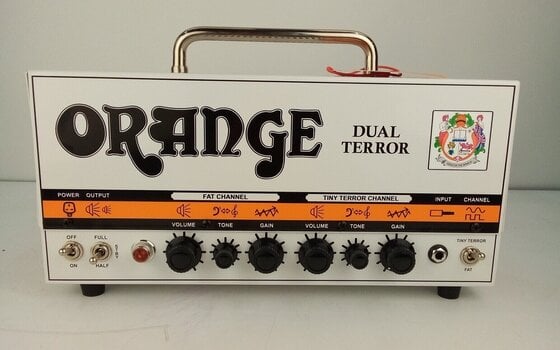 ORANGE
DUAL
TERROR
POWER OUTPUT FAT CHANNEL TINY TERROR CHANNEL INPUT CHANNEL
VOLUME TONE GAIN VOLUME TONE GAIN
OFF FULL TINY TERROR
ON HALF FAT